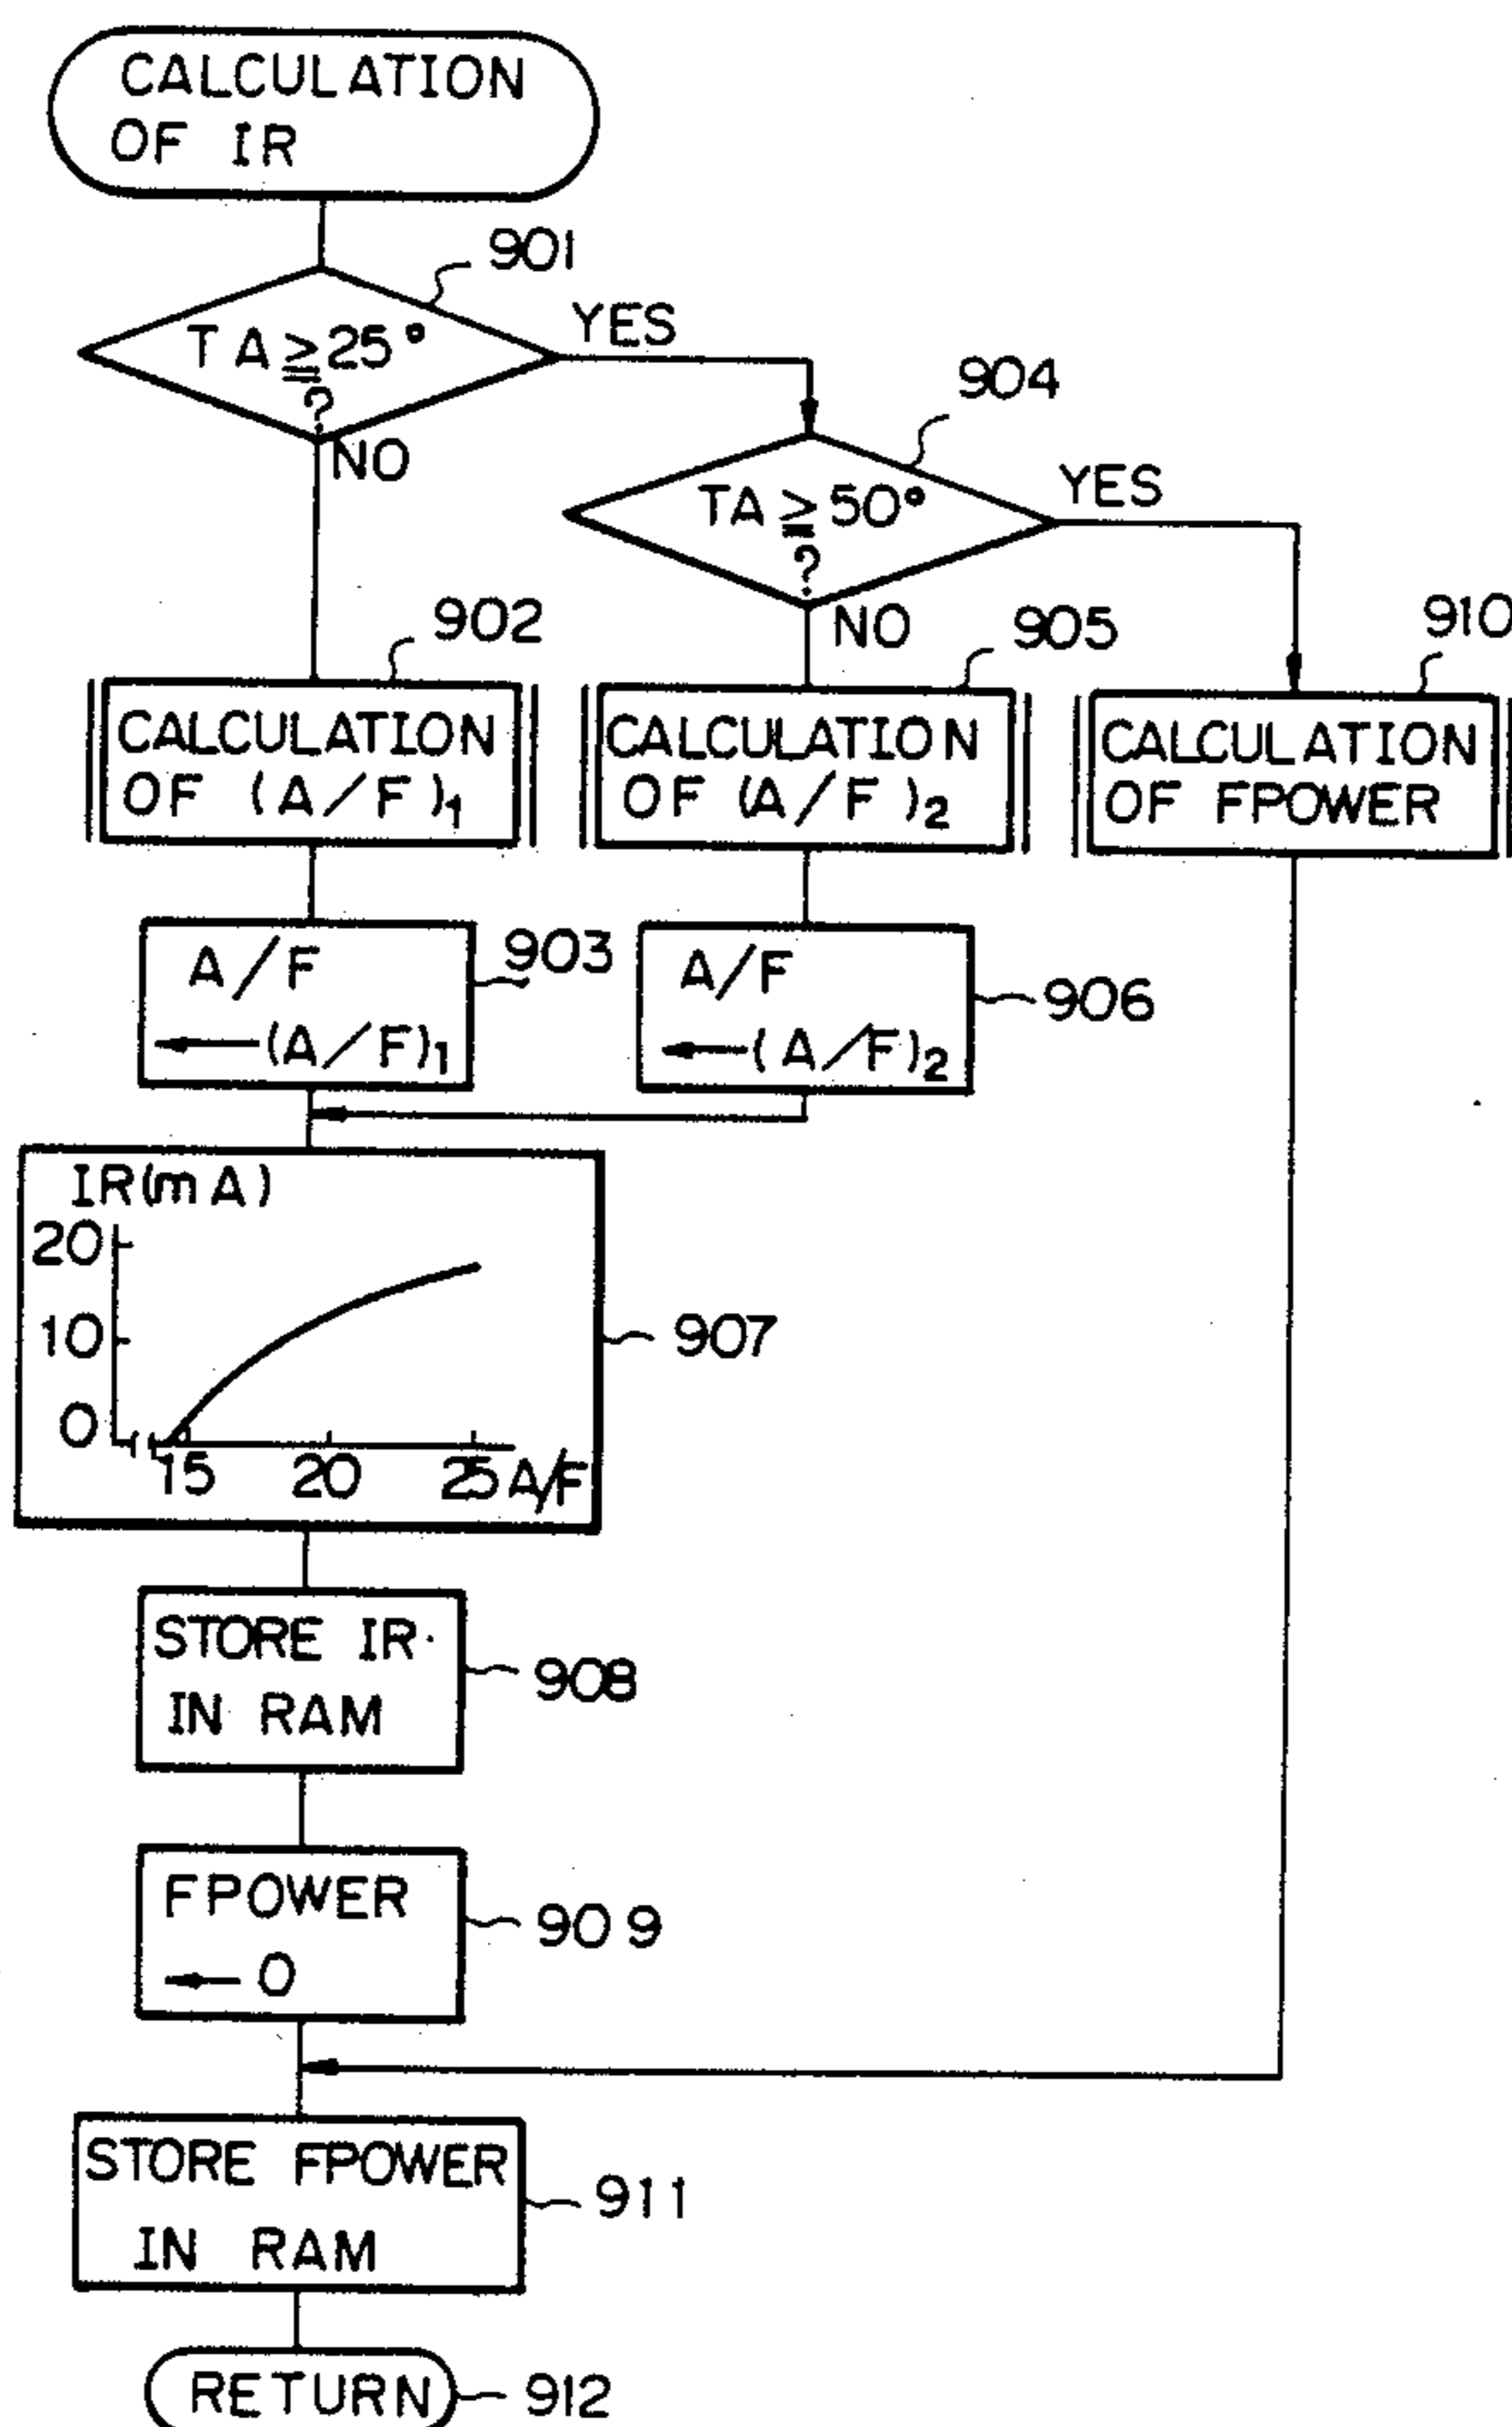 CALCULATION
OF IR
901
TA≧25°
?
YES
NO
904
TA≧50°
?
YES
NO
902
CALCULATION
OF (A/F)1
905
CALCULATION
OF (A/F)2
910
CALCULATION
OF FPOWER
A/F
←(A/F)1
903
A/F
←(A/F)2
906
IR(mA)
20
10
0
15
20
25
A/F
907
STORE IR
IN RAM
908
FPOWER
←0
909
STORE FPOWER
IN RAM
911
RETURN
912